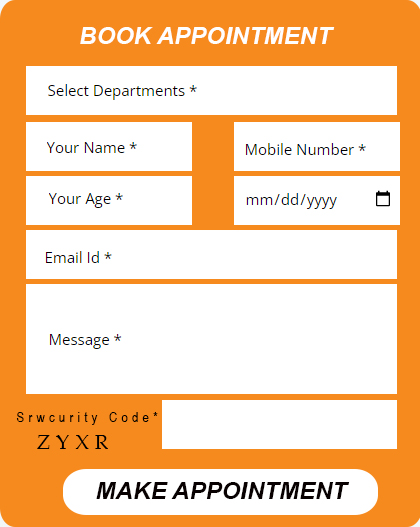 BOOK APPOINTMENT
Select Departments *
Your Name *
Mobile Number *
Your Age *
mm/dd/yyyy
Email Id *
Message *
Srwcurity Code*
ZYXR
MAKE APPOINTMENT